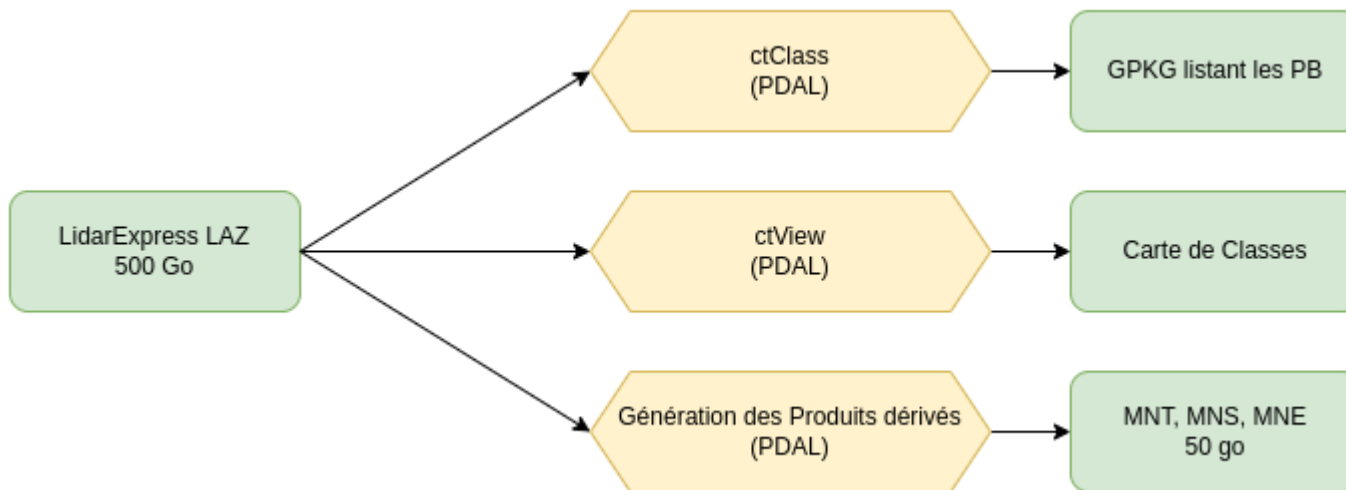 ctClass
(PDAL)
GPKG listant les PB
LidarExpress LAZ
500 Go
ctView
(PDAL)
Carte de Classes
Génération des Produits dérivés
(PDAL)
MNT, MNS, MNE
50 go